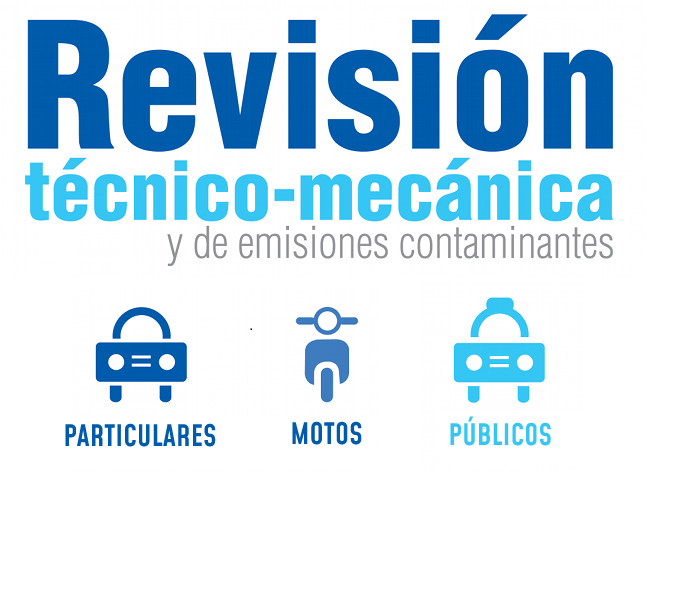 Revisión
técnico-mecánica
y de emisiones contaminantes
PARTICULARES
MOTOS
PÚBLICOS